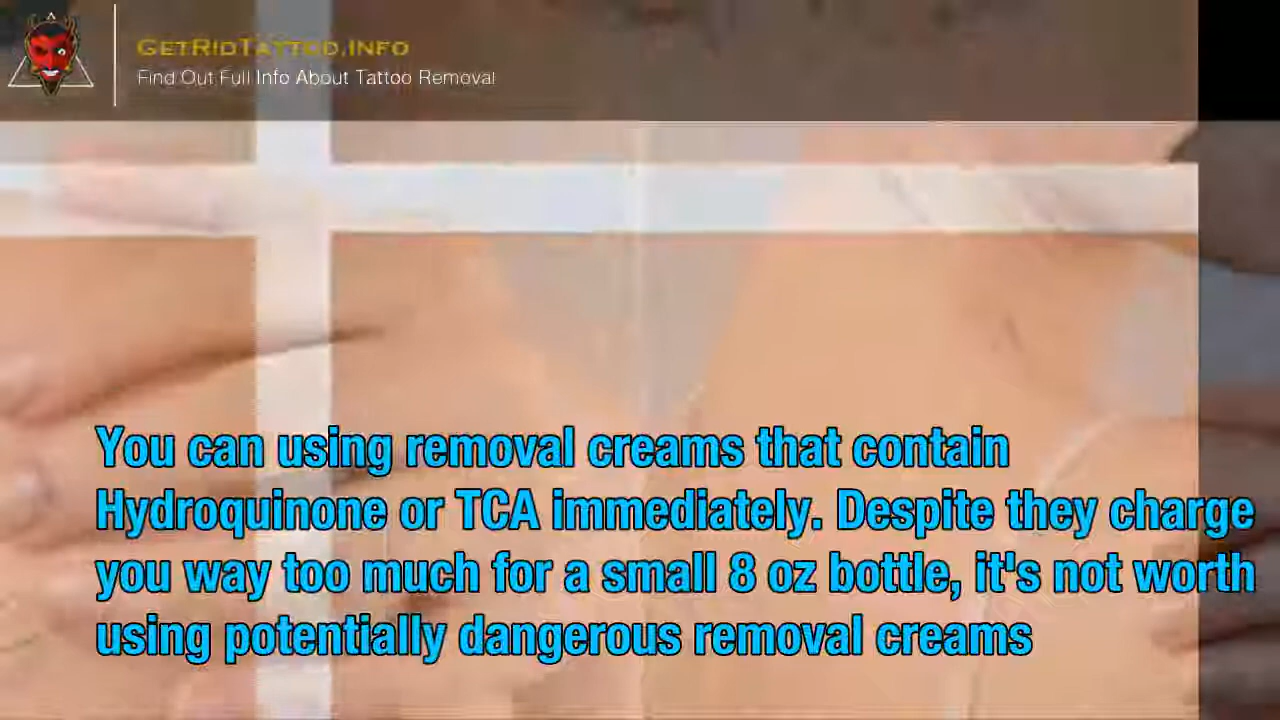 GetRidTattoo.info
Find Out Full Info About Tattoo Removal
You can using removal creams that contain
Hydroquinone or TCA immediately. Despite they charge
you way too much for a small 8 oz bottle, it's not worth
using potentially dangerous removal creams